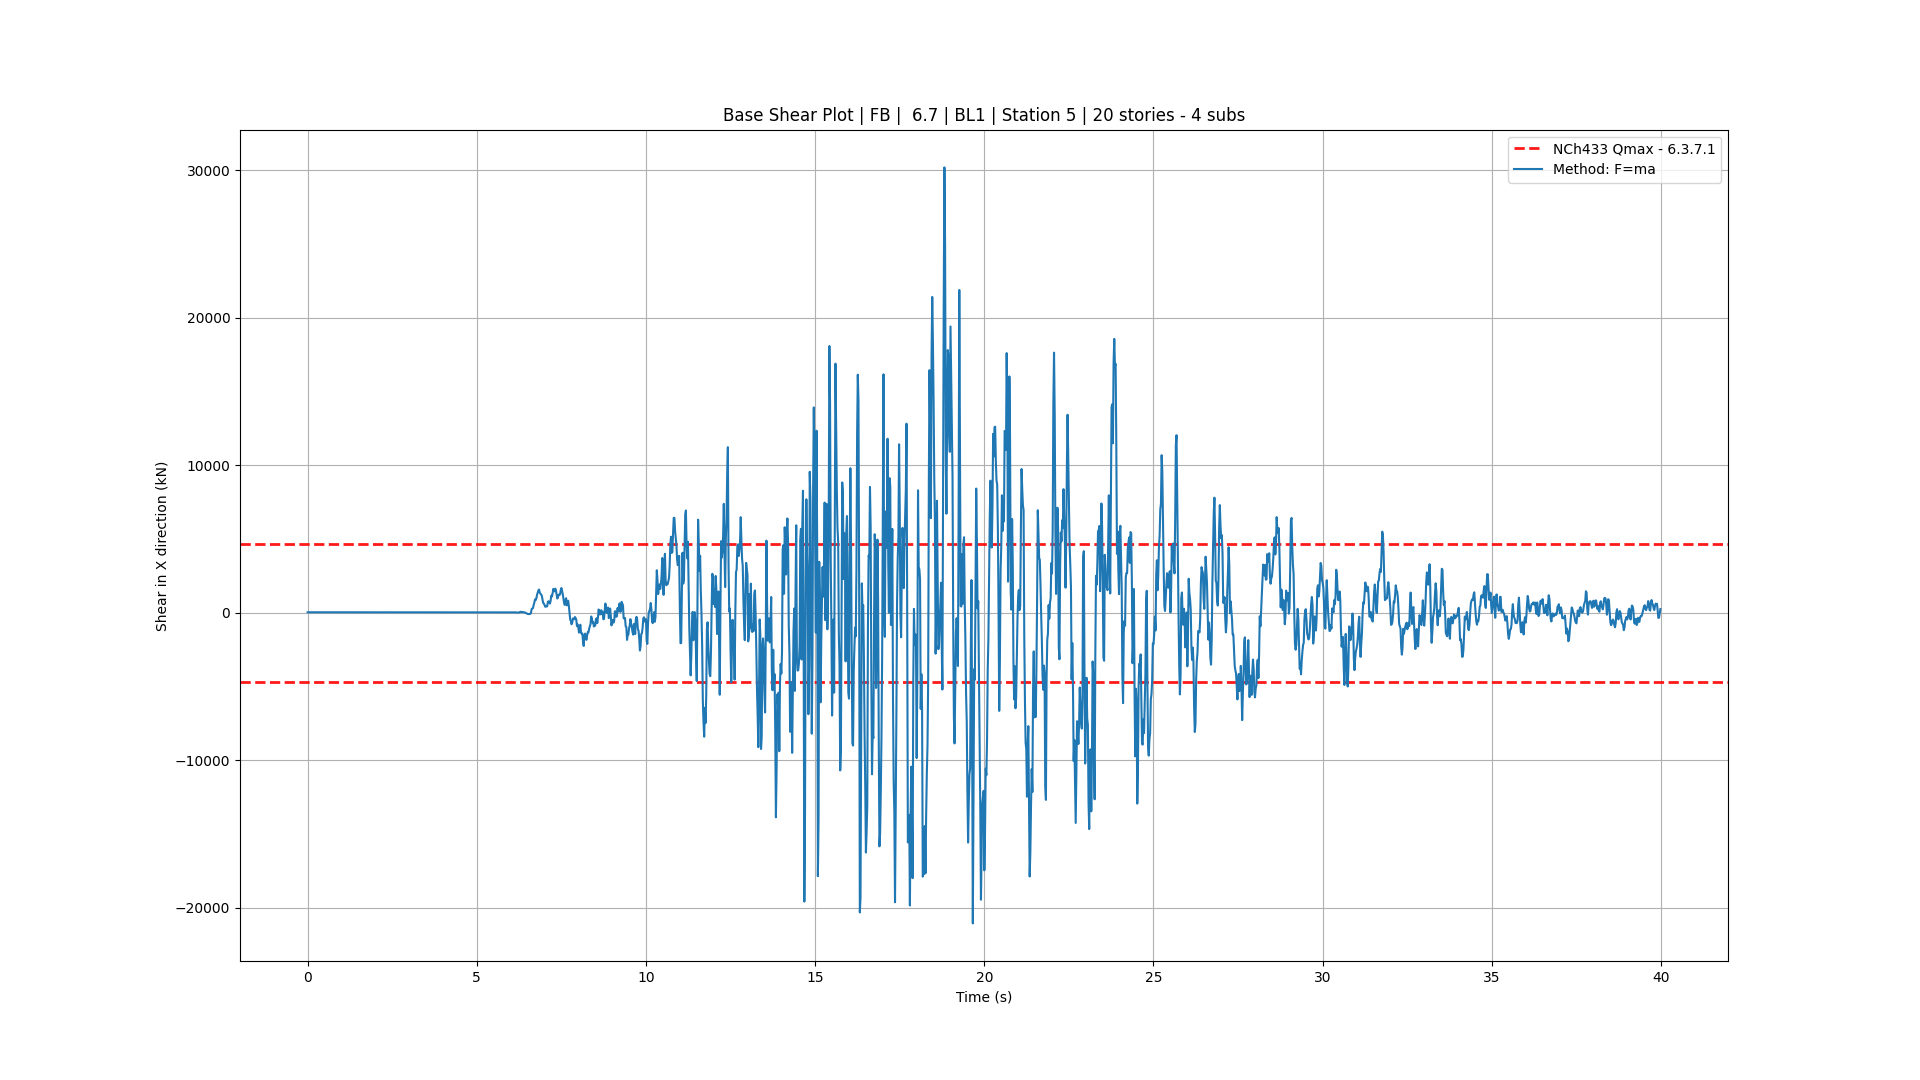 Base Shear Plot | FB |  6.7 | BL1 | Station 5 | 20 stories - 4 subs
NCh433 Qmax - 6.3.7.1
Method: F=ma
30000
20000
10000
0
−10000
−20000
Shear in X direction (kN)
0 5 10 15 20 25 30 35 40
Time (s)